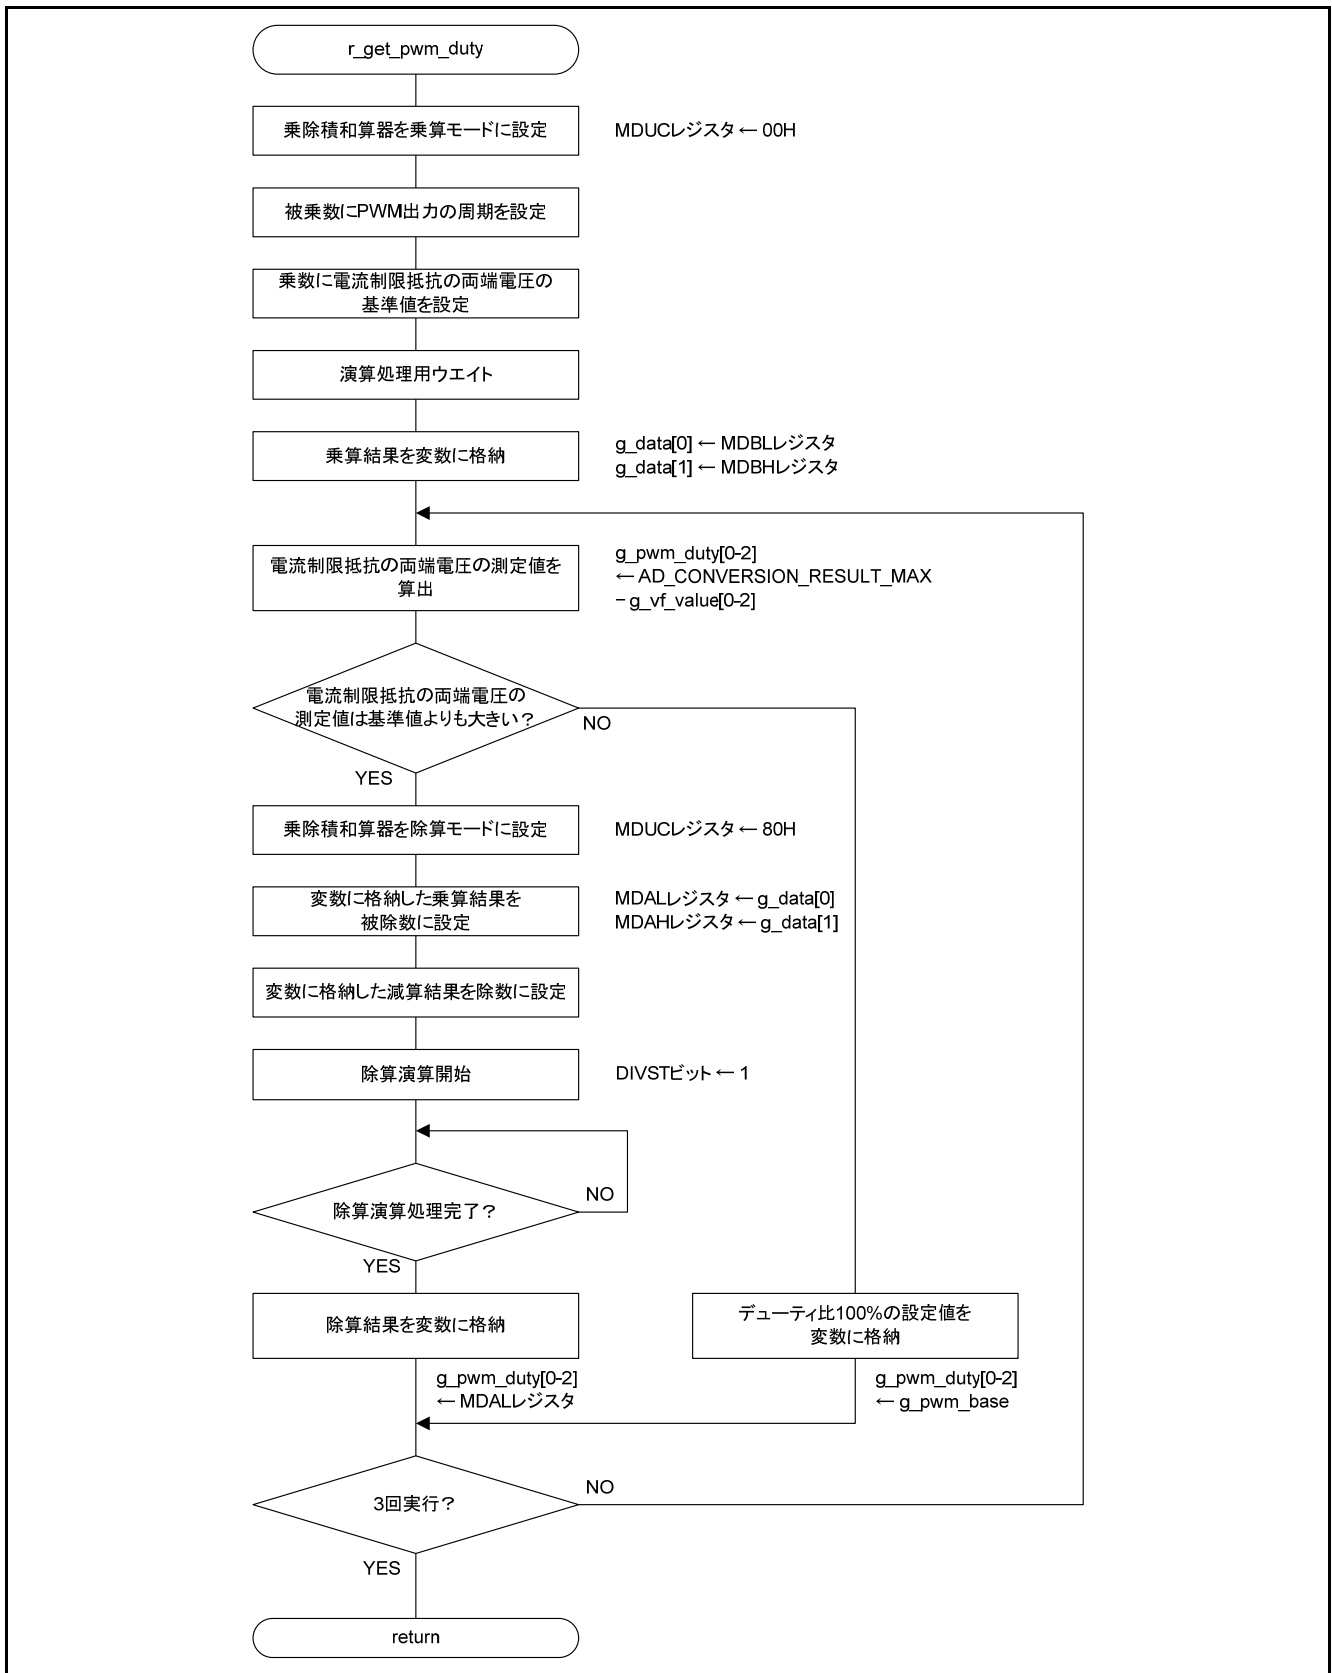 r_get_pwm_duty
乗除積和算器を乗算モードに設定
MDUCレジスタ ← 00H
被乗数にPWM出力の周期を設定
乗数に電流制限抵抗の両端電圧の
基準値を設定
演算処理用ウエイト
乗算結果を変数に格納
g_data[0] ← MDBLレジスタ
g_data[1] ← MDBHレジスタ
電流制限抵抗の両端電圧の測定値を
算出
g_pwm_duty[0-2]
← AD_CONVERSION_RESULT_MAX
− g_vf_value[0-2]
電流制限抵抗の両端電圧の
測定値は基準値よりも大きい？
NO
YES
乗除積和算器を除算モードに設定
MDUCレジスタ ← 80H
変数に格納した乗算結果を
被除数に設定
MDALレジスタ ← g_data[0]
MDAHレジスタ ← g_data[1]
変数に格納した減算結果を除数に設定
除算演算開始
DIVSTビット ← 1
除算演算処理完了？
NO
YES
除算結果を変数に格納
g_pwm_duty[0-2]
← MDALレジスタ
デューティ比100%の設定値を
変数に格納
g_pwm_duty[0-2]
← g_pwm_base
3回実行？
NO
YES
return